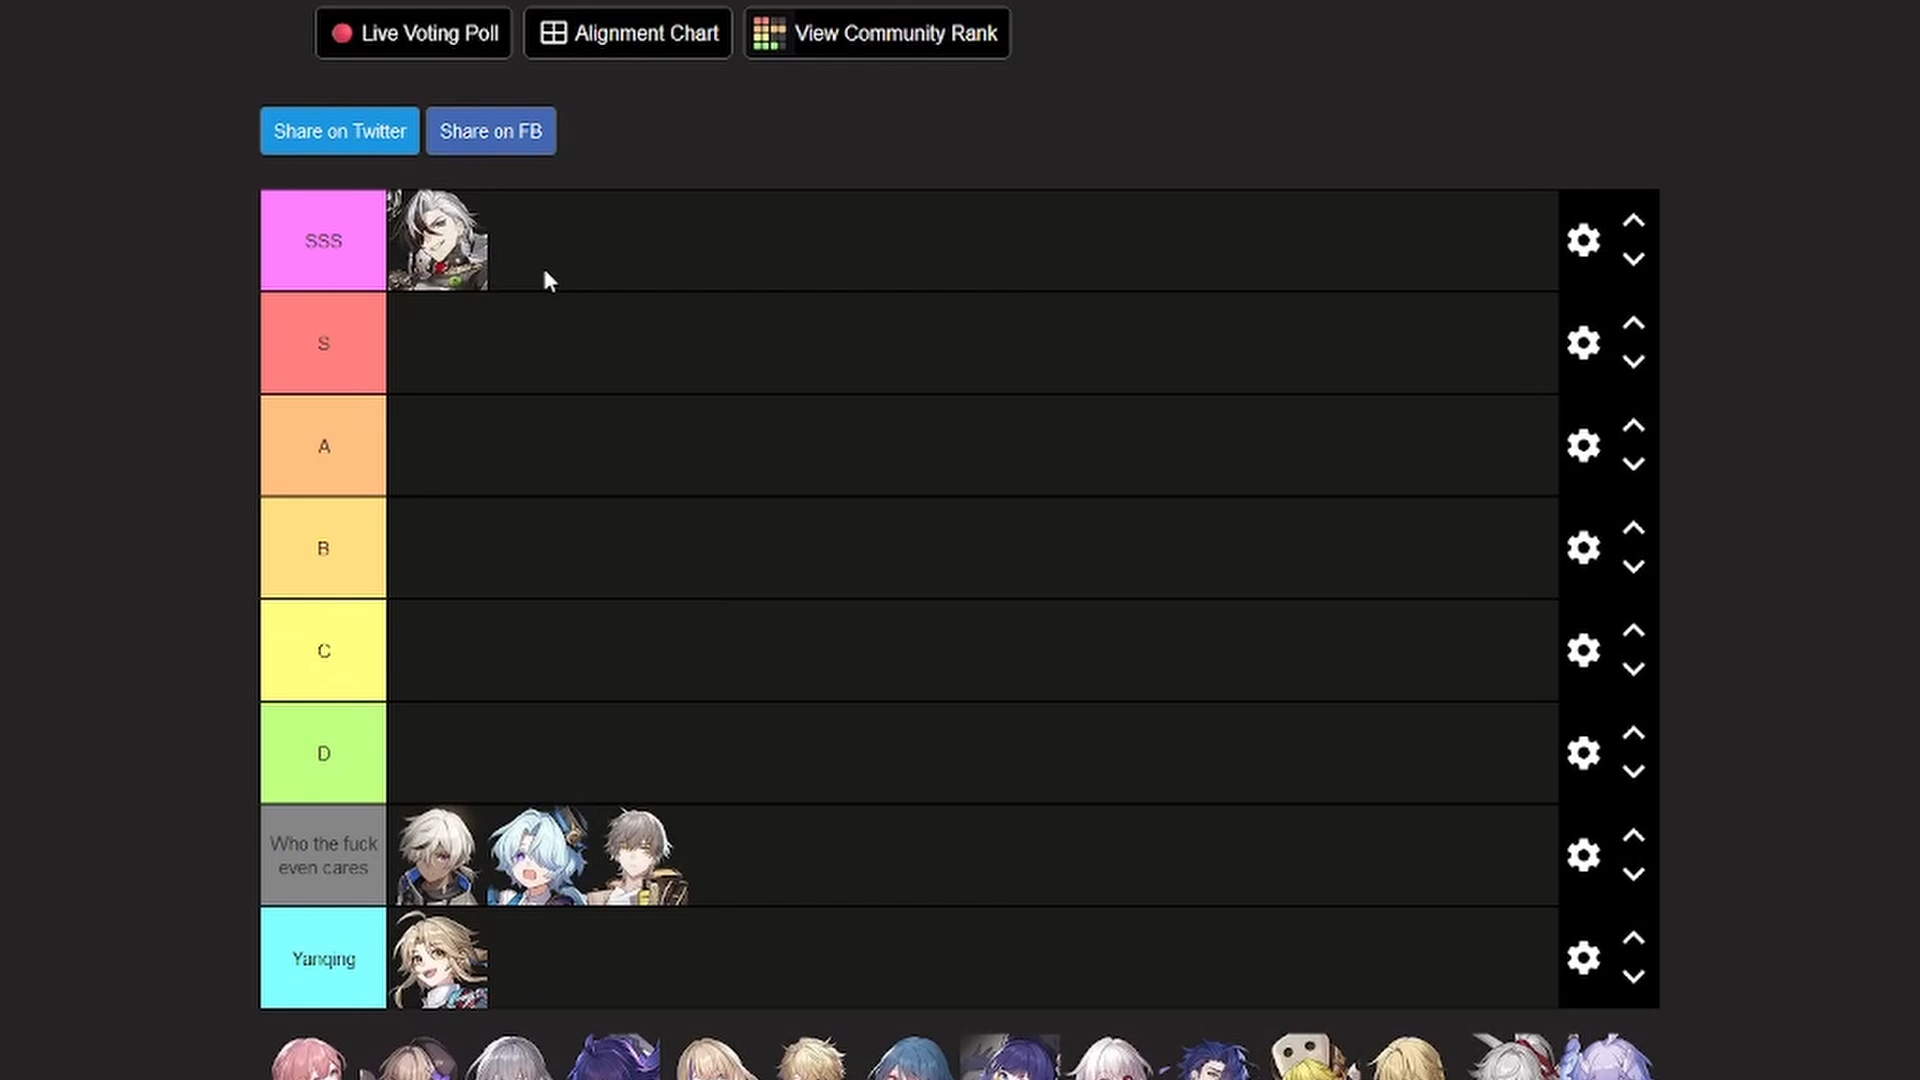 Live Voting Poll
Alignment Chart
View Community Rank
Share on Twitter
Share on FB
SSS
S
A
B
C
D
Who the fuck
even cares
Yanqing